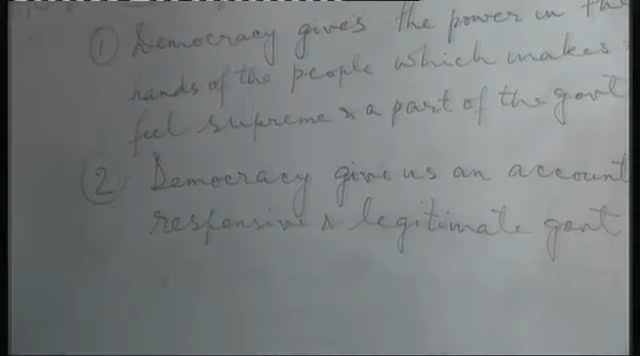 ① Democracy gives the power in the
hands of the people which makes
feel supreme & a part of the govt
② Democracy give us an account
responsive & legitimate govt